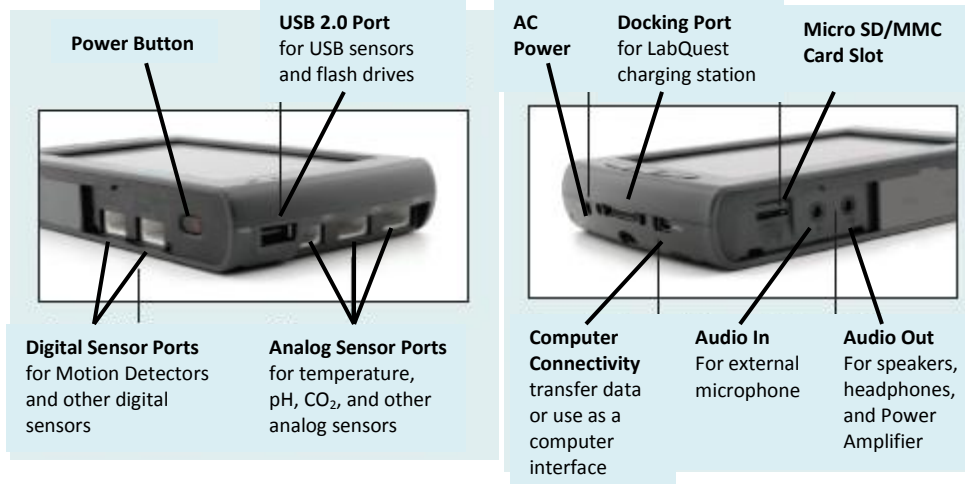 Power Button
USB 2.0 Port
for USB sensors
and flash drives
Digital Sensor Ports
for Motion Detectors
and other digital
sensors
Analog Sensor Ports
for temperature,
pH, CO₂, and other
analog sensors
AC
Power
Docking Port
for LabQuest
charging station
Micro SD/MMC
Card Slot
Computer
Connectivity
transfer data
or use as a
computer
interface
Audio In
For external
microphone
Audio Out
For speakers,
headphones,
and Power
Amplifier